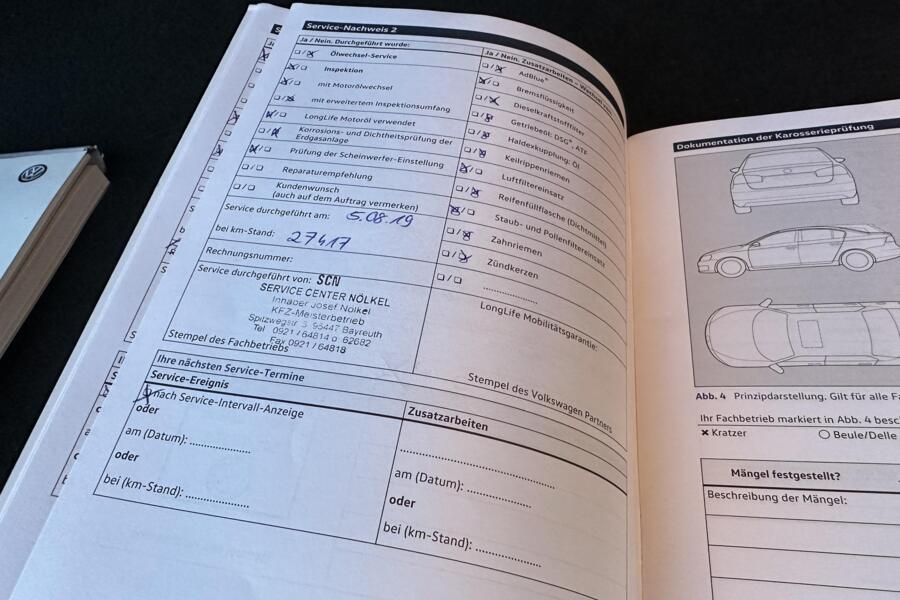 Service-Nachweis 2
Ja / Nein. Durchgeführt wurde:
Ölwechsel-Service
Inspektion
mit Motorölwechsel
mit erweitertem Inspektionsumfang
LongLife Motoröl verwendet
Korrosions- und Dichtheitsprüfung der
Erdgasanlage
Prüfung der Scheinwerfer-Einstellung
Reparaturempfehlung
Kundenwunsch
(auch auf dem Auftrag vermerken)
Service durchgeführt am: 5.08.19
bei km-Stand: 27417
Rechnungsnummer:
Service durchgeführt von: SCN
SERVICE CENTER NÖLKEL
Inhaber Josef Nölkel
KFZ-Meisterbetrieb
Spitzwegstr. 3 95447 Bayreuth
Tel 0921 / 64814 o 62682
Fax 0921 / 64818
Stempel des Fachbetriebs
Ja / Nein. Zusatzarbeiten – Wechsel
AdBlue®
Bremsflüssigkeit
Dieselkraftstofffilter
Getriebeöl: DSG®, ATF
Haldexkupplung: Öl
Keilrippenriemen
Luftfiltereinsatz
Reifenfüllflasche (Dichtmittel)
Staub- und Pollenfiltereinsatz
Zahnriemen
Zündkerzen
LongLife Mobilitätsgarantie:
Stempel des Volkswagen Partners
Ihre nächsten Service-Termine
Service-Ereignis
nach Service-Intervall-Anzeige
oder
am (Datum): ....................
oder
bei (km-Stand): ....................
Zusatzarbeiten
am (Datum): ....................
oder
bei (km-Stand): ....................
Dokumentation der Karosserieprüfung
Abb. 4 Prinzipdarstellung. Gilt für alle
Ihr Fachbetrieb markiert in Abb. 4
Kratzer
Beule/Delle
Mängel festgestellt?
Beschreibung der Mängel: